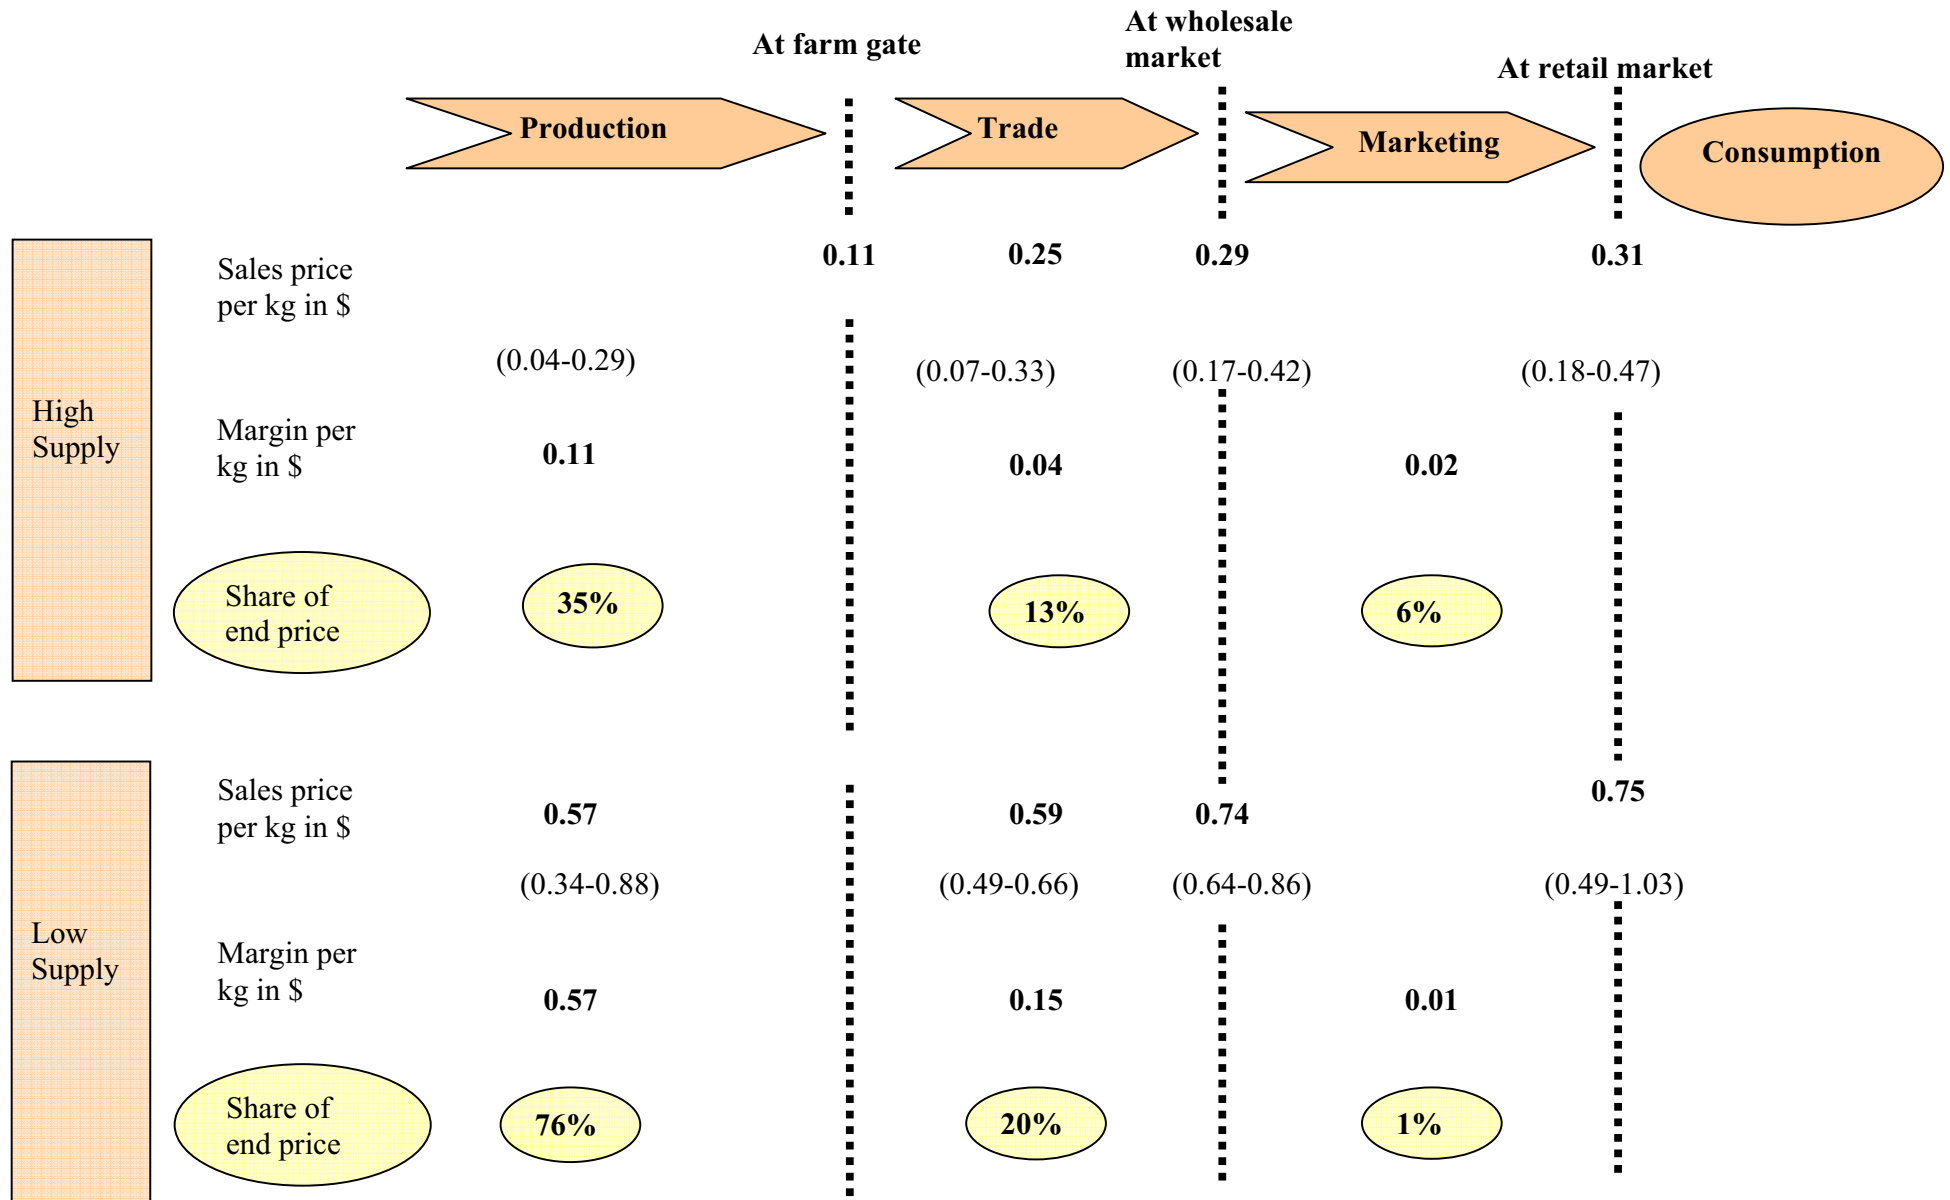 At farm gate
At wholesale
market
At retail market
Production
Trade
Marketing
Consumption
High
Supply
Sales price
per kg in $
0.11
0.25
0.29
0.31
(0.04-0.29)
(0.07-0.33)
(0.17-0.42)
(0.18-0.47)
Margin per
kg in $
0.11
0.04
0.02
Share of
end price
35%
13%
6%
Low
Supply
Sales price
per kg in $
0.57
0.59
0.74
0.75
(0.34-0.88)
(0.49-0.66)
(0.64-0.86)
(0.49-1.03)
Margin per
kg in $
0.57
0.15
0.01
Share of
end price
76%
20%
1%